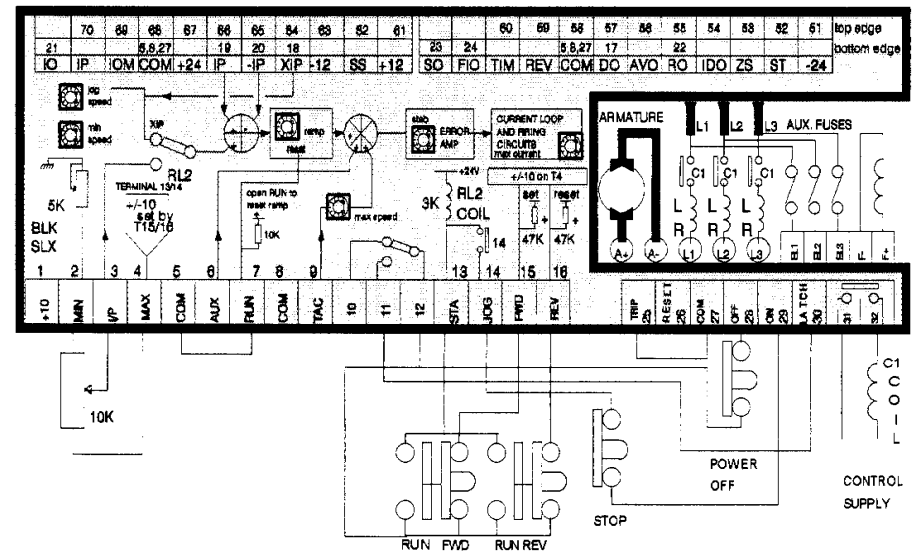 70 69 68 67 66 65 64 63 62 61 60 59 58 57 56 55 54 53 52 51 top edge
21 5,8,27 19 20 18 23 24 5,8,27 17 22 bottom edge
IO IP IOM COM +24 IP -IP XIP -12 SS +12 SO FIO TIM REV COM DO AVO RO IDO ZS ST -24
jog
speed
min
speed
XIP
RL2
TERMINAL 13/14
+/-10
set by
T15/16
5K
BLK
SLX
ramp
reset
open RUN to
reset ramp
10K
max speed
stab
ERROR
AMP
CURRENT LOOP
AND FIRING
CIRCUITS
max current
+24V
+/-10 on T4
3K
RL2
COIL
14
set
reset
47K
47K
ARMATURE
L1 L2 L3 AUX. FUSES
C1 C1 C1
L L L
R R R
A+ A- L1 L2 L3 EL1 EL2 EL3 F- F+
1 2 3 4 5 6 7 8 9 13 14 15 16
+10 MIN I/P MAX COM AUX RUN COM TAC 10 11 12 STA JOG FWD REV
TRIP 25 RESET 26 COM 27 OFF 28 ON 29 LATCH 30 31 32
10K
C1
COIL
POWER
OFF
CONTROL
SUPPLY
STOP
RUN FWD RUN REV